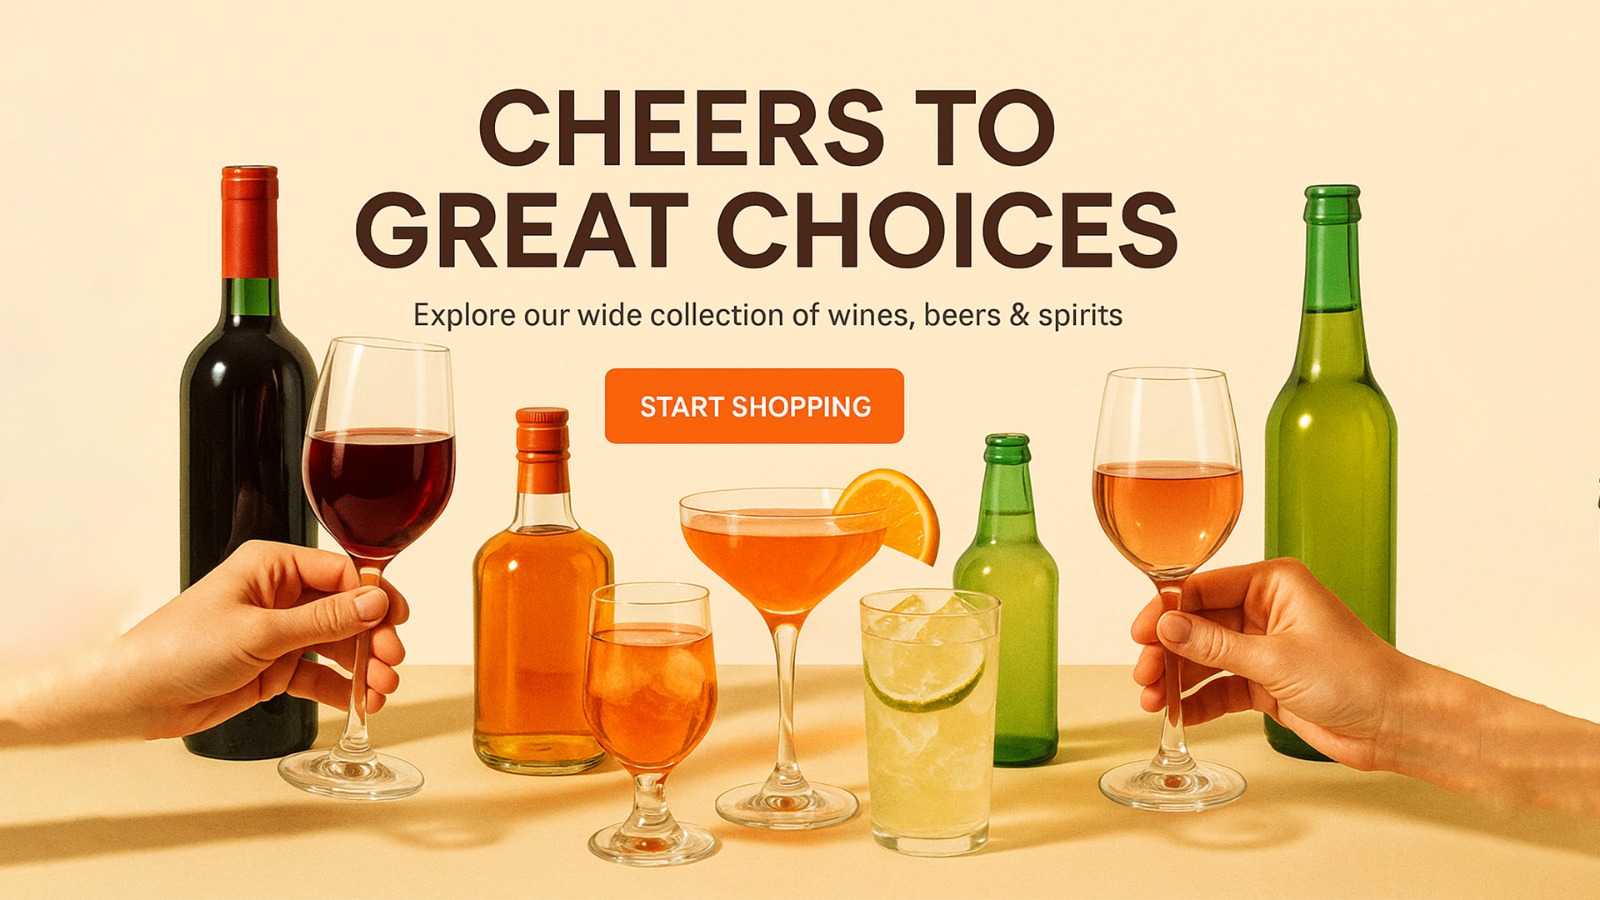 CHEERS TO
GREAT CHOICES
Explore our wide collection of wines, beers & spirits
START SHOPPING